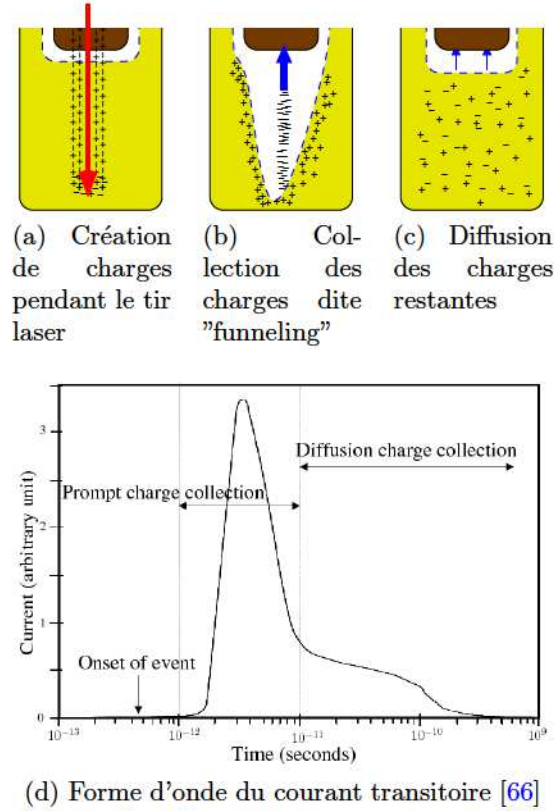 (a) Création
de charges
pendant le tir
laser
(b) Col-
lection des
charges dite
"funneling"
(c) Diffusion
des charges
restantes
Current (arbitrary unit)
3
2
1
0
Prompt charge collection
Diffusion charge collection
Onset of event
10⁻¹³ 10⁻¹² 10⁻¹¹ 10⁻¹⁰ 10⁻⁹
Time (seconds)
(d) Forme d'onde du courant transitoire [66]